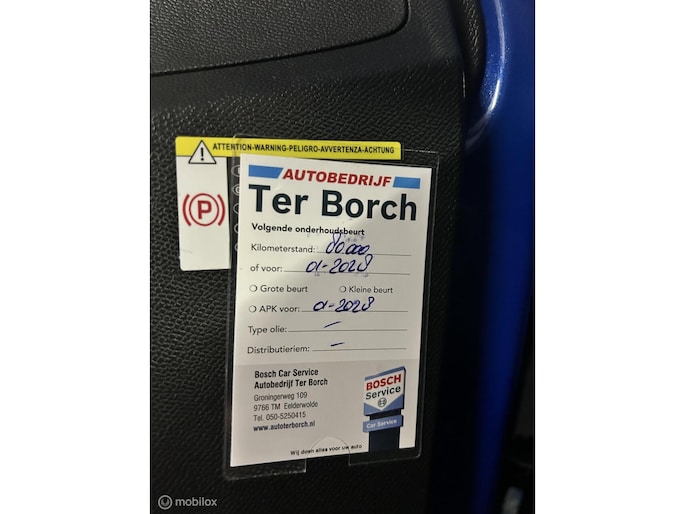 ATTENTION-WARNING-PELIGRO-AVVERTENZA-ACHTUNG
(P)
AUTOBEDRIJF
Ter Borch
Volgende onderhoudsbeurt
Kilometerstand: 80.000
of voor: 01-2028
Grote beurt Kleine beurt
APK voor: 01-2028
Type olie: -
Distributieriem: -
Bosch Car Service
Autobedrijf Ter Borch
Groningerweg 109
9766 TM Eelderwolde
Tel. 050-5250415
www.autoterborch.nl
BOSCH
Service
Car Service
Wij doen alles voor uw auto
© mobilox